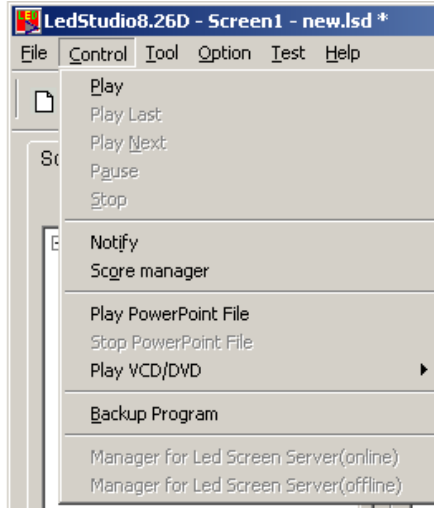 LED
LedStudio8.26D - Screen1 - new.lsd *
File Control Tool Option Test Help
Play
Play Last
Play Next
Pause
Stop
Notify
Score manager
Play PowerPoint File
Stop PowerPoint File
Play VCD/DVD
Backup Program
Manager for Led Screen Server(online)
Manager for Led Screen Server(offline)